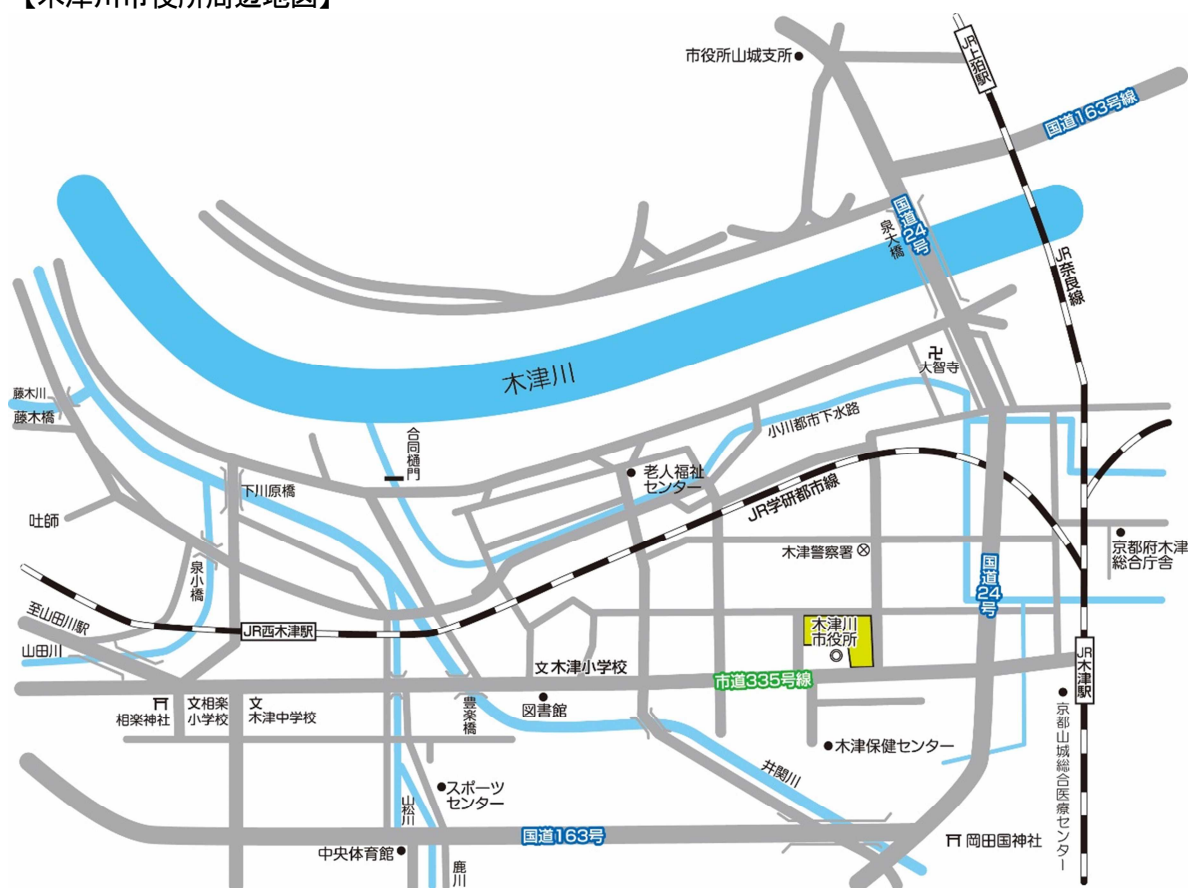 【木津川市役所周辺地図】
市役所山城支所
JR上狛駅
国道163号線
国道24号
泉大橋
JR奈良線
木津川
卍
大智寺
藤木川
藤木橋
合同樋門
小川都市下水路
老人福祉
センター
下川原橋
JR学研都市線
吐師
木津警察署
京都府木津
総合庁舎
泉小橋
国道24号
至山田川駅
JR西木津駅
木津川
市役所
山田川
文木津小学校
JR木津駅
市道335号線
相楽神社
文相楽
小学校
文
木津中学校
豊楽橋
図書館
京都山城総合医療センター
木津保健センター
井関川
スポーツ
センター
山松川
国道163号
岡田国神社
中央体育館
鹿川